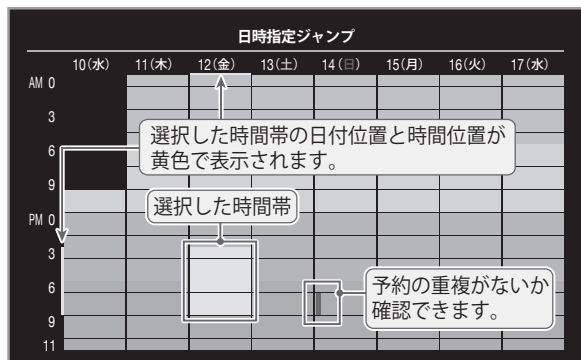 日時指定ジャンプ
10(水) 11(木) 12(金) 13(土) 14(日) 15(月) 16(火) 17(水)
AM 0
3
選択した時間帯の日付位置と時間位置が
黄色で表示されます。
6
9
選択した時間帯
PM 0
3
予約の重複がないか
確認できます。
6
9
11